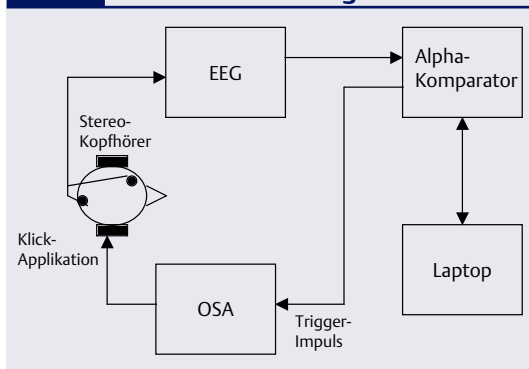 EEG
Alpha-
Komparator
Stereo-
Kopfhörer
Klick-
Applikation
OSA
Trigger-
Impuls
Laptop